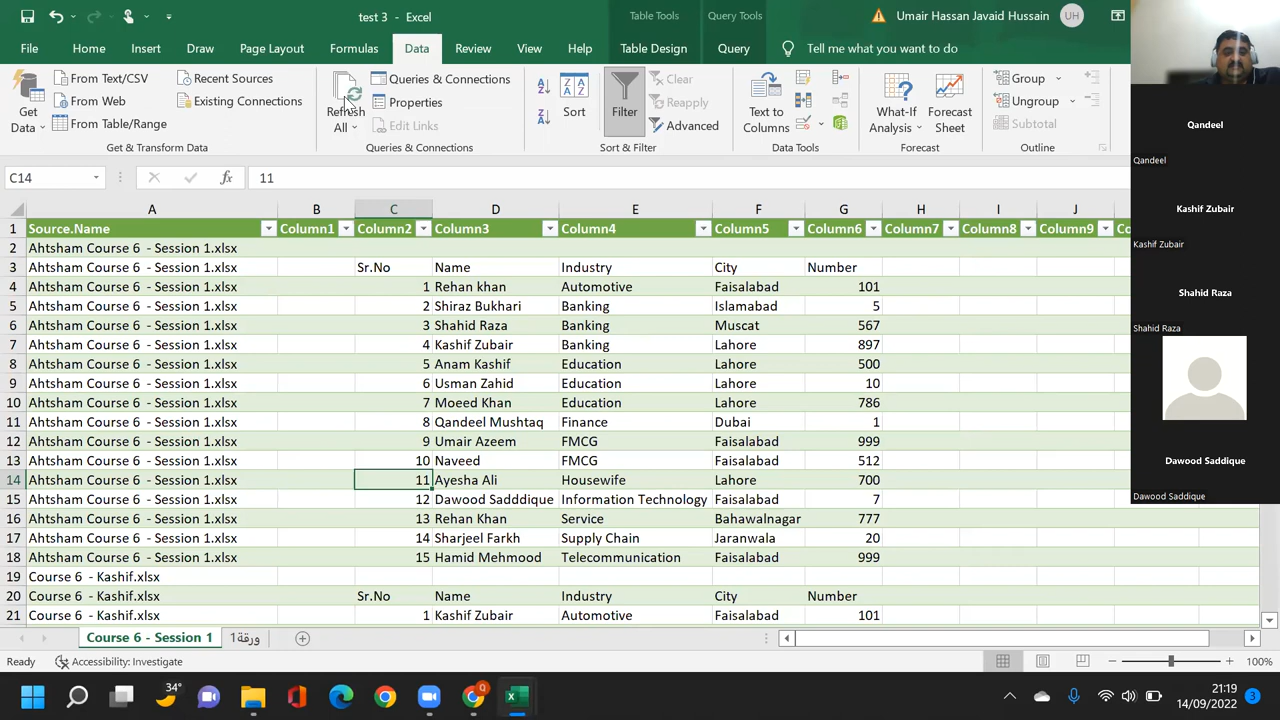 test 3 - Excel
Table Tools
Query Tools
Umair Hassan Javaid Hussain
UH
File Home Insert Draw Page Layout Formulas Data Review View Help Table Design Query Tell me what you want to do
Get Data
From Text/CSV
From Web
From Table/Range
Recent Sources
Existing Connections
Get & Transform Data
Refresh All
Queries & Connections
Properties
Edit Links
Queries & Connections
Sort
Filter
Clear
Reapply
Advanced
Sort & Filter
Text to Columns
Data Tools
What-If Analysis
Forecast Sheet
Forecast
Group
Ungroup
Subtotal
Outline
C14 fx 11
A B C D E F G H I J
1 Source.Name Column1 Column2 Column3 Column4 Column5 Column6 Column7 Column8 Column9 Co
2 Ahtsham Course 6 - Session 1.xlsx
3 Ahtsham Course 6 - Session 1.xlsx Sr.No Name Industry City Number
4 Ahtsham Course 6 - Session 1.xlsx 1 Rehan khan Automotive Faisalabad 101
5 Ahtsham Course 6 - Session 1.xlsx 2 Shiraz Bukhari Banking Islamabad 5
6 Ahtsham Course 6 - Session 1.xlsx 3 Shahid Raza Banking Muscat 567
7 Ahtsham Course 6 - Session 1.xlsx 4 Kashif Zubair Banking Lahore 897
8 Ahtsham Course 6 - Session 1.xlsx 5 Anam Kashif Education Lahore 500
9 Ahtsham Course 6 - Session 1.xlsx 6 Usman Zahid Education Lahore 10
10 Ahtsham Course 6 - Session 1.xlsx 7 Moeed Khan Education Lahore 786
11 Ahtsham Course 6 - Session 1.xlsx 8 Qandeel Mushtaq Finance Dubai 1
12 Ahtsham Course 6 - Session 1.xlsx 9 Umair Azeem FMCG Faisalabad 999
13 Ahtsham Course 6 - Session 1.xlsx 10 Naveed FMCG Faisalabad 512
14 Ahtsham Course 6 - Session 1.xlsx 11 Ayesha Ali Housewife Lahore 700
15 Ahtsham Course 6 - Session 1.xlsx 12 Dawood Sadddique Information Technology Lahore 7
16 Ahtsham Course 6 - Session 1.xlsx 13 Rehan Khan Service Bahawalnagar 777
17 Ahtsham Course 6 - Session 1.xlsx 14 Sharjeel Farkh Supply Chain Jaranwala 20
18 Ahtsham Course 6 - Session 1.xlsx 15 Hamid Mehmood Telecommunication Faisalabad 999
19 Course 6 - Kashif.xlsx
20 Course 6 - Kashif.xlsx Sr.No Name Industry City Number
21 Course 6 - Kashif.xlsx 1 Kashif Zubair Automotive Faisalabad 101
Course 6 - Session 1 ورقة1
Ready Accessibility: Investigate 100%
34° Q 21:19
14/09/2022 3
Qandeel
Qandeel
Kashif Zubair
Kashif Zubair
Shahid Raza
Shahid Raza
Dawood Saddique
Dawood Saddique